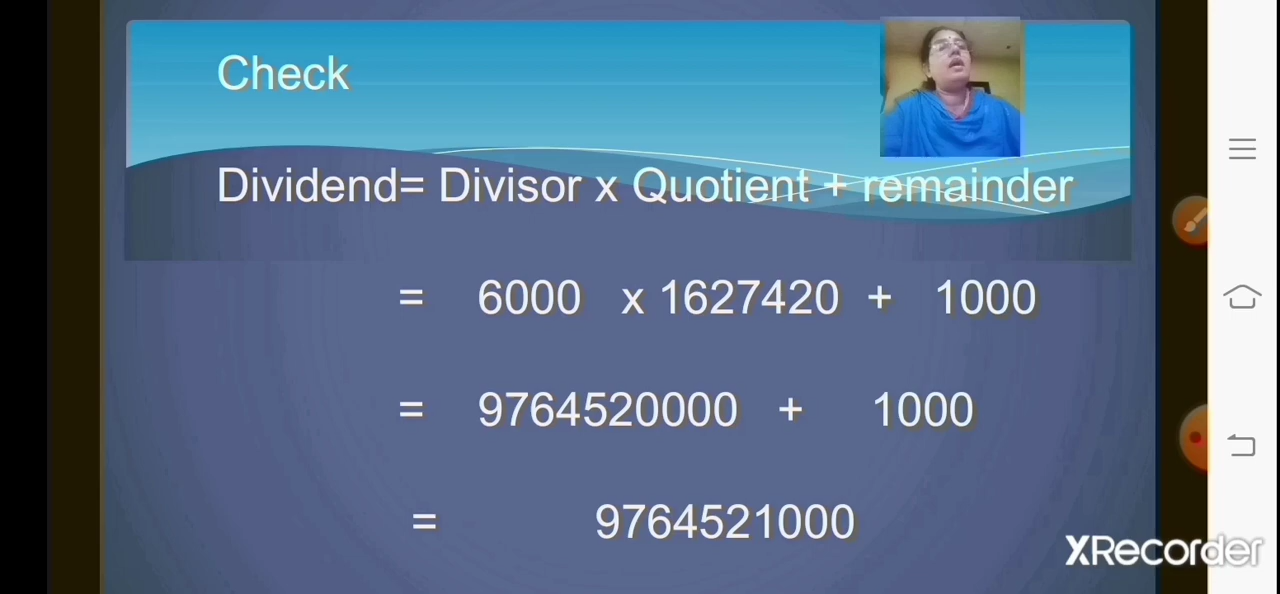 Check
Dividend= Divisor x Quotient + remainder
= 6000 x 1627420 + 1000
= 9764520000 + 1000
= 9764521000
XRecorder